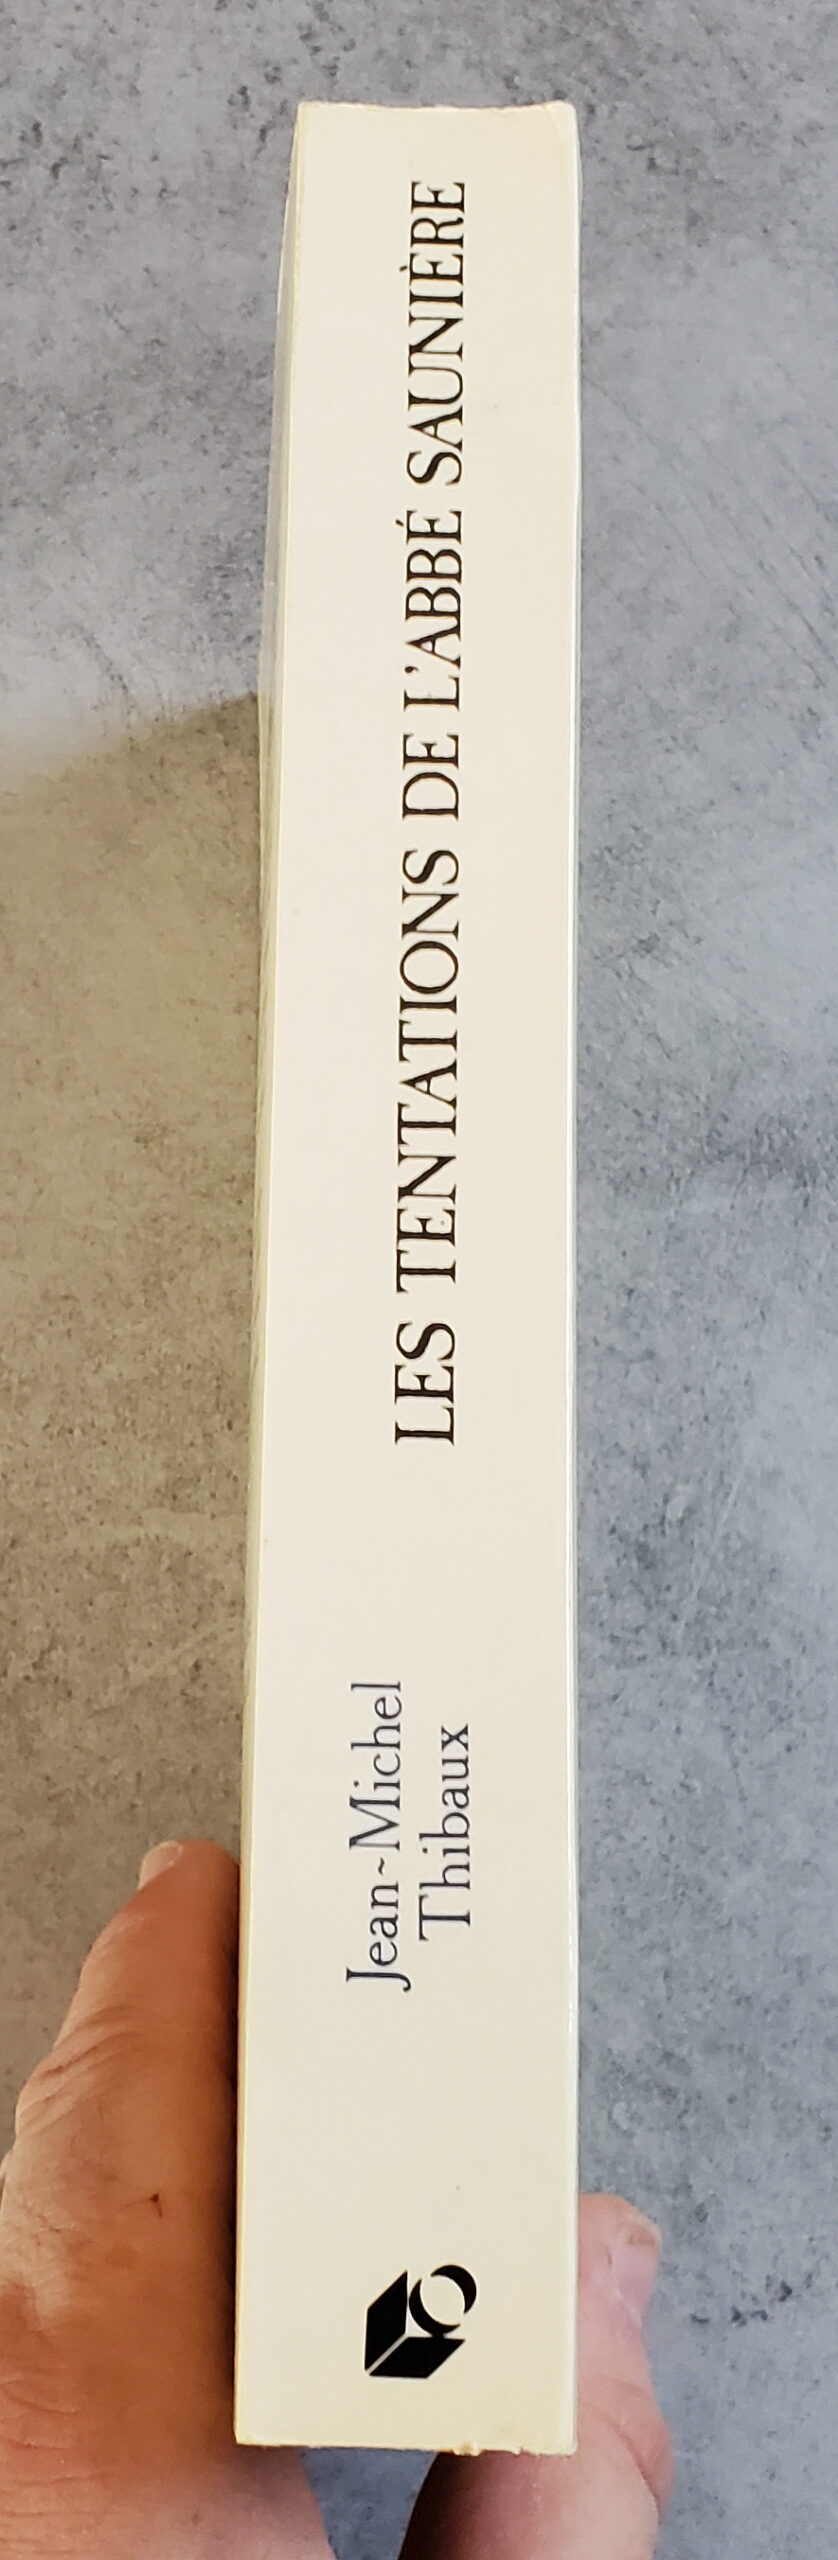 LES TENTATIONS DE L'ABBÉ SAUNIÈRE
Jean~Michel
Thibaux